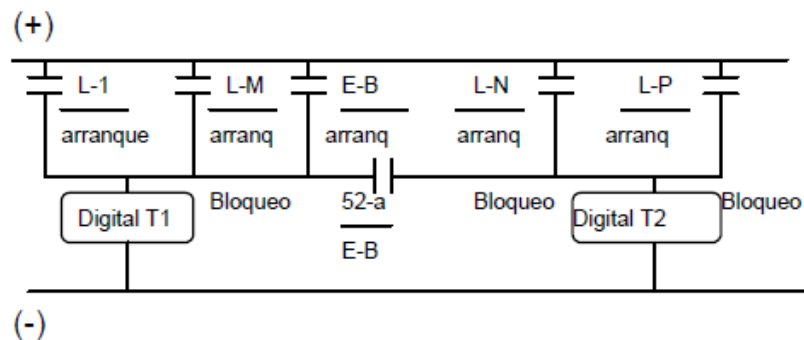 (+)
L-1
L-M
E-B
L-N
L-P
arranque
arranq
arranq
arranq
arranq
Digital T1
Bloqueo
52-a
Bloqueo
Digital T2
Bloqueo
E-B
(-)